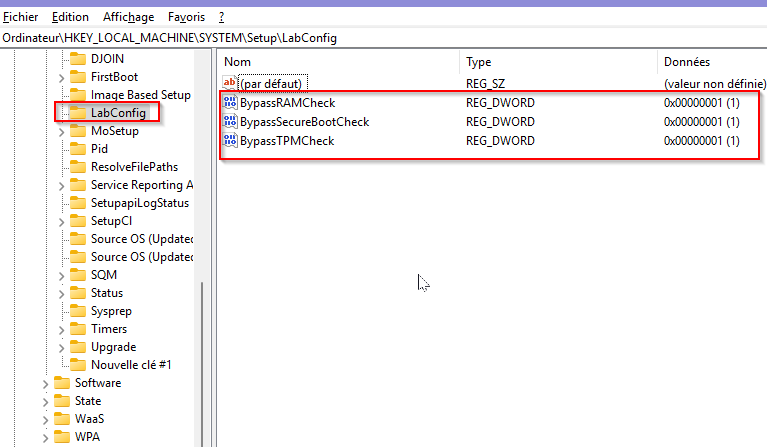 Fichier Edition Affichage Favoris ?
Ordinateur\HKEY_LOCAL_MACHINE\SYSTEM\Setup\LabConfig
DJOIN
FirstBoot
Image Based Setup
LabConfig
MoSetup
Pid
ResolveFilePaths
Service Reporting A
SetupapiLogStatus
SetupCl
Source OS (Updated
Source OS (Updated
SQM
Status
Sysprep
Timers
Upgrade
Nouvelle clé #1
Software
State
WaaS
WPA
Nom Type Données
ab (par défaut) REG_SZ (valeur non définie)
BypassRAMCheck REG_DWORD 0x00000001 (1)
BypassSecureBootCheck REG_DWORD 0x00000001 (1)
BypassTPMCheck REG_DWORD 0x00000001 (1)